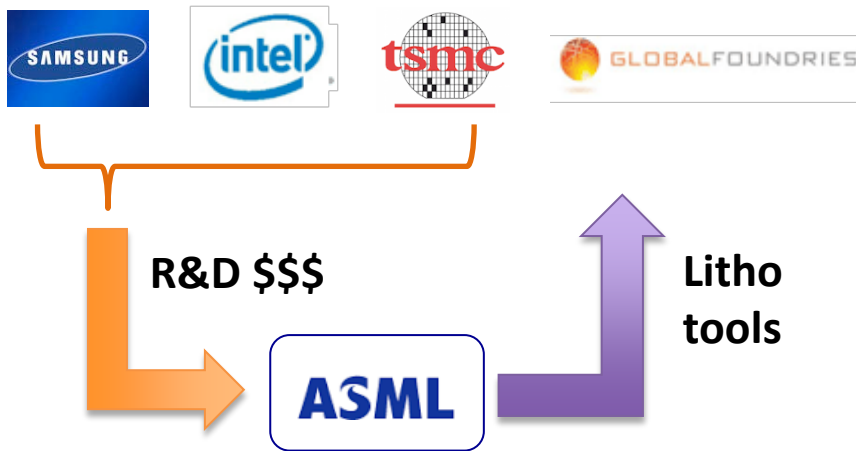 SAMSUNG
intel
tsmc
GLOBALFOUNDRIES
R&D $$$
Litho
tools
ASML